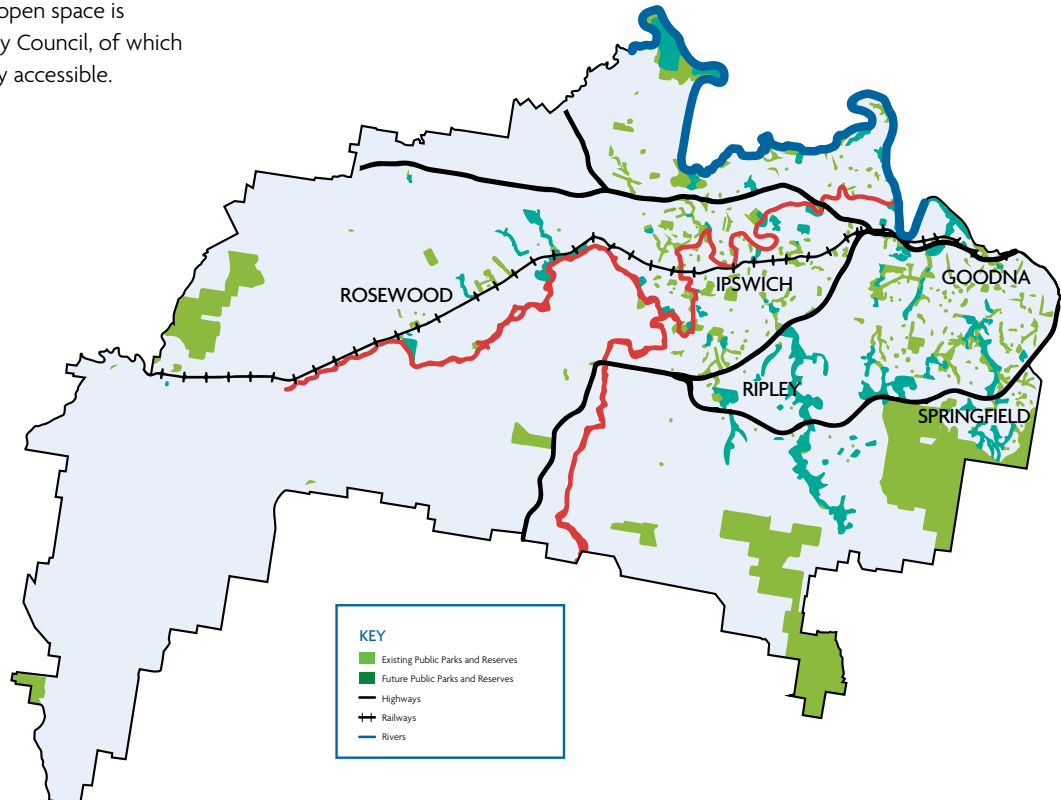 open space is
y Council, of which
y accessible.
ROSEWOOD
IPSWICH
GOODNA
RIPLEY
SPRINGFIELD
KEY
Existing Public Parks and Reserves
Future Public Parks and Reserves
Highways
Railways
Rivers